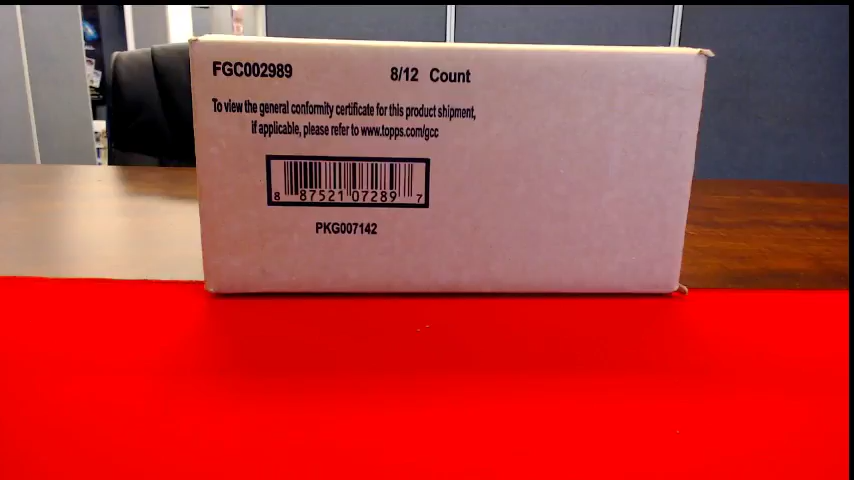 FGC002989 8/12 Count
To view the general conformity certificate for this product shipment,
if applicable, please refer to www.topps.com/gcc
8 87521 07289 7
PKG007142